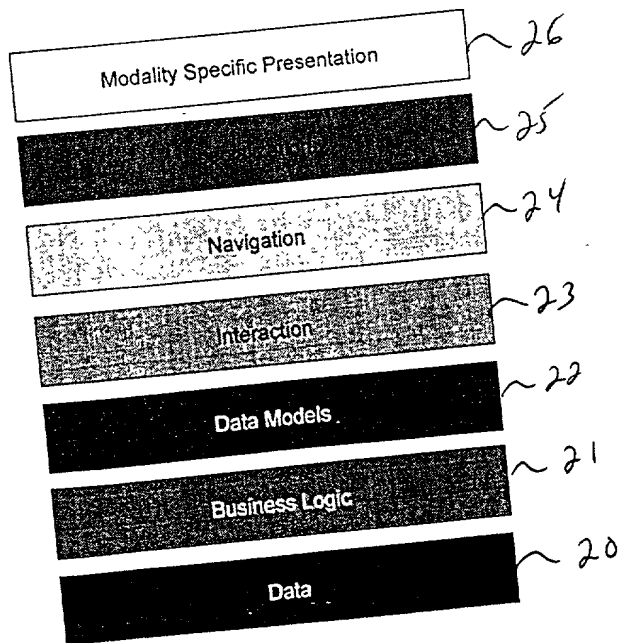 Modality Specific Presentation 26
25
Navigation 24
Interaction 23
Data Models 22
Business Logic 21
Data 20